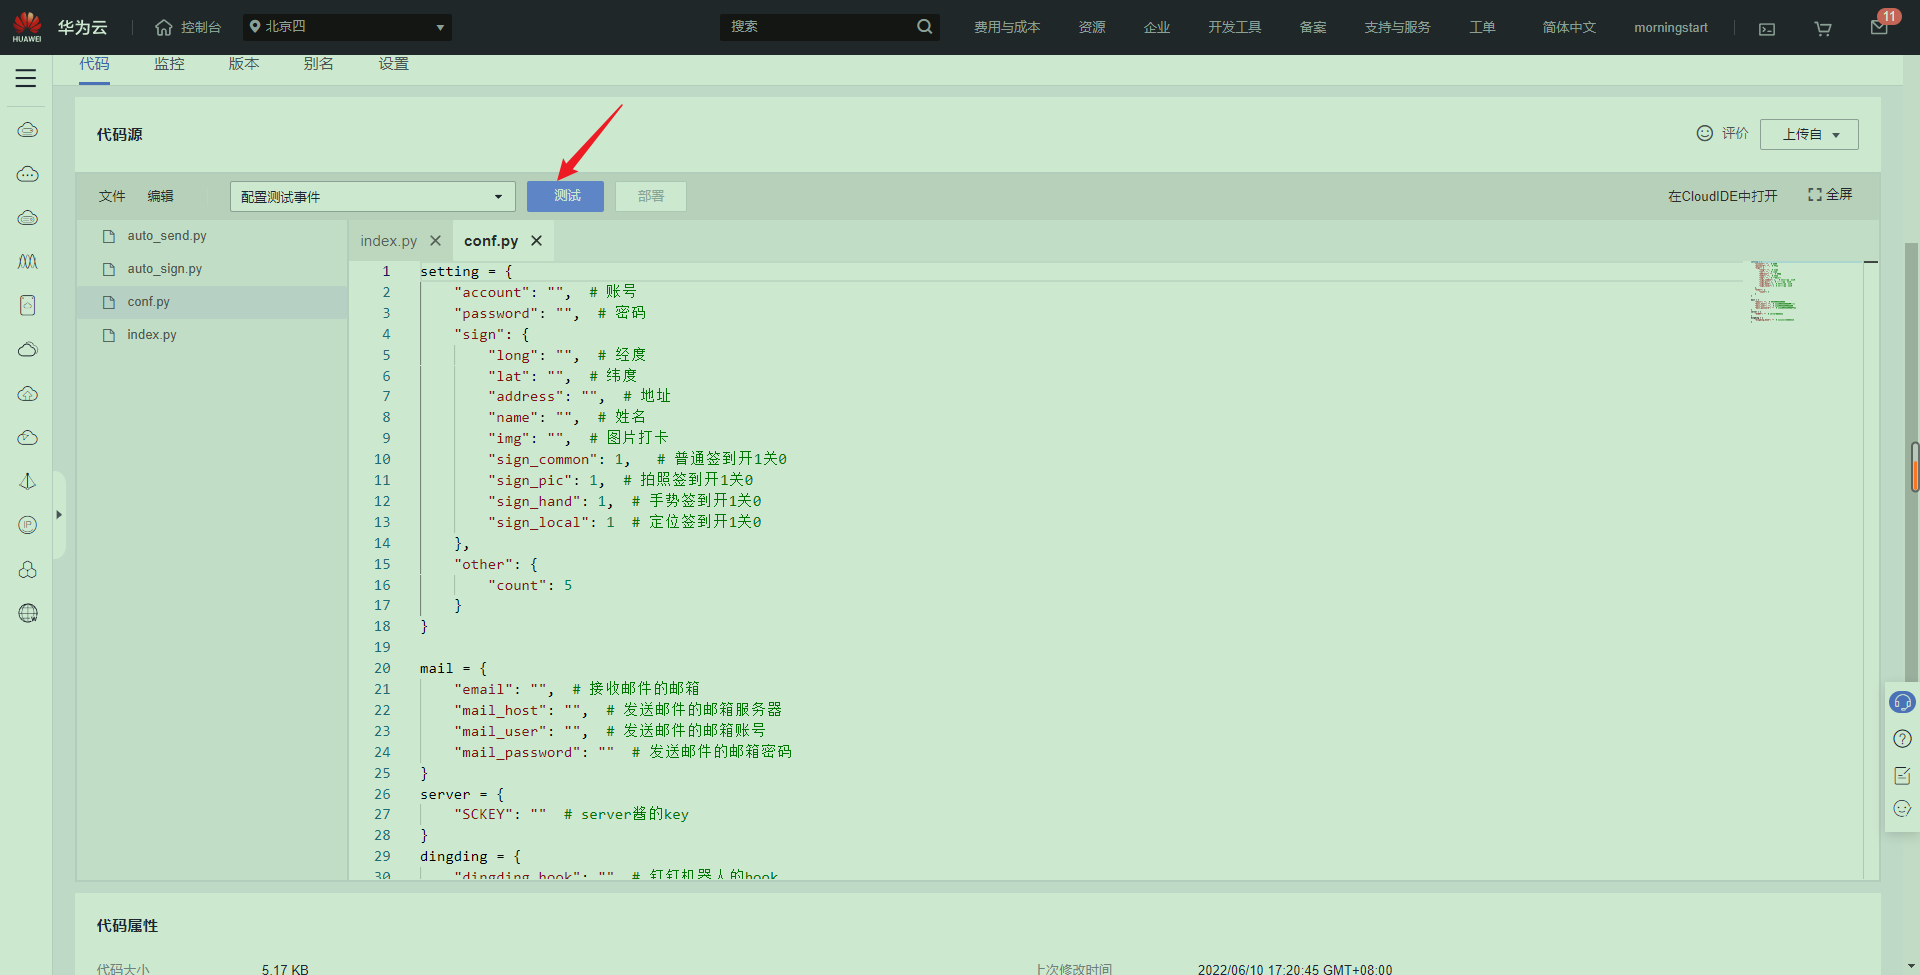 HUAWEI 华为云 控制台 北京四 搜索 费用与成本 资源 企业 开发工具 备案 支持与服务 工单 简体中文 morningstart 11
代码 监控 版本 别名 设置
代码源 评价 上传自
文件 编辑 配置测试事件 测试 部署 在CloudIDE中打开 全屏
auto_send.py
auto_sign.py
conf.py
index.py
index.py conf.py
1 setting = {
2 "account": "", # 账号
3 "password": "", # 密码
4 "sign": {
5 "long": "", # 经度
6 "lat": "", # 纬度
7 "address": "", # 地址
8 "name": "", # 姓名
9 "img": "", # 图片打卡
10 "sign_common": 1, # 普通签到开1关0
11 "sign_pic": 1, # 拍照签到开1关0
12 "sign_hand": 1, # 手势签到开1关0
13 "sign_local": 1 # 定位签到开1关0
14 },
15 "other": {
16 "count": 5
17 }
18 }
19
20 mail = {
21 "email": "", # 接收邮件的邮箱
22 "mail_host": "", # 发送邮件的邮箱服务器
23 "mail_user": "", # 发送邮件的邮箱账号
24 "mail_password": "" # 发送邮件的邮箱密码
25 }
26 server = {
27 "SCKEY": "" # server酱的key
28 }
29 dingding = {
30 "dingding_hook": "" # 钉钉机器人的hook
代码属性
代码大小 5.17 KB 上次修改时间 2022/06/10 17:20:45 GMT+08:00